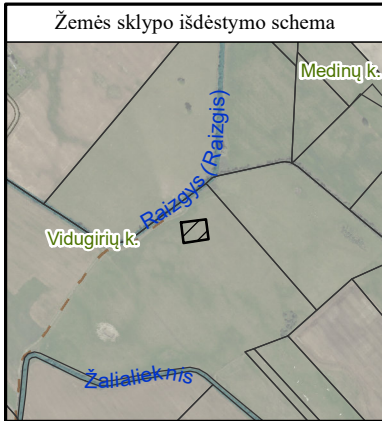 Žemės sklypo išdėstymo schema
Medinų k.
Raizgys (Raizgis)
Vidugirių k.
Žalialieknis